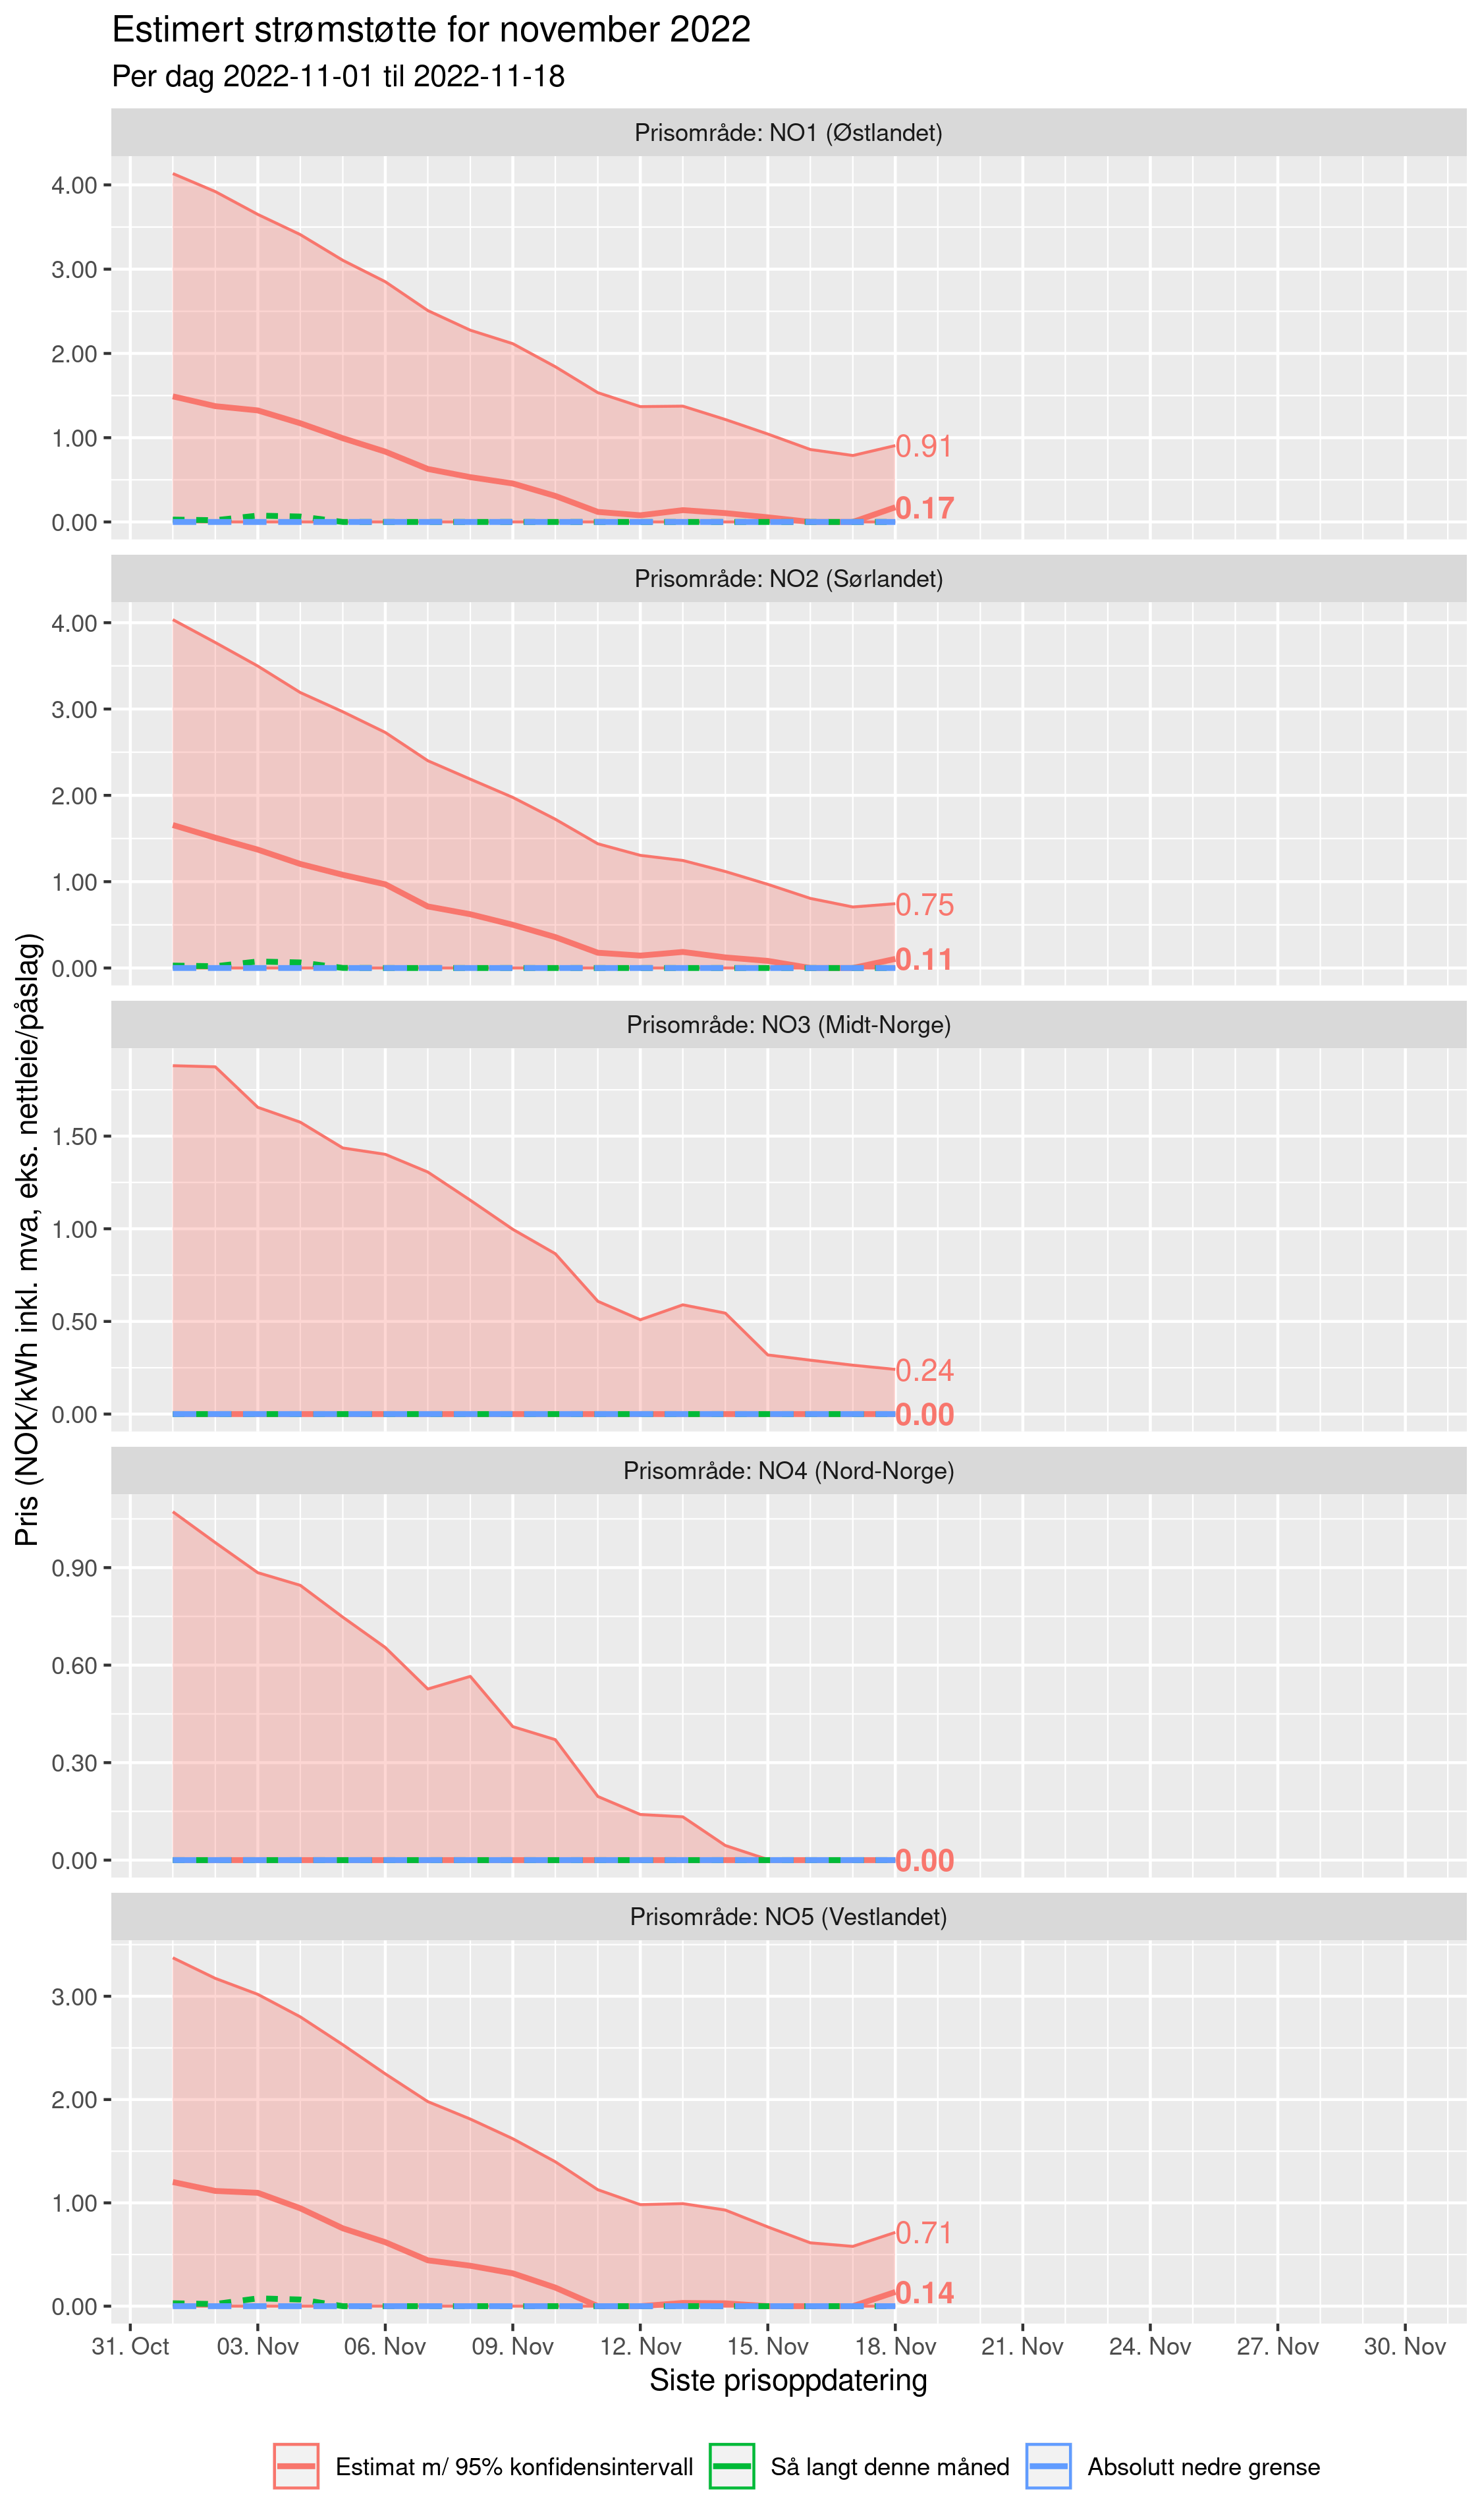 Estimert strømstøtte for november 2022
Per dag 2022-11-01 til 2022-11-18
Pris (NOK/kWh inkl. mva, eks. nettleie/påslag)
Prisområde: NO1 (Østlandet)
4.00
3.00
2.00
1.00
0.00
0.91
0.17
Prisområde: NO2 (Sørlandet)
4.00
3.00
2.00
1.00
0.00
0.75
0.11
Prisområde: NO3 (Midt-Norge)
1.50
1.00
0.50
0.00
0.24
0.00
Prisområde: NO4 (Nord-Norge)
0.90
0.60
0.30
0.00
0.00
Prisområde: NO5 (Vestlandet)
3.00
2.00
1.00
0.00
0.71
0.14
31. Oct 03. Nov 06. Nov 09. Nov 12. Nov 15. Nov 18. Nov 21. Nov 24. Nov 27. Nov 30. Nov
Siste prisoppdatering
Estimat m/ 95% konfidensintervall Så langt denne måned Absolutt nedre grense